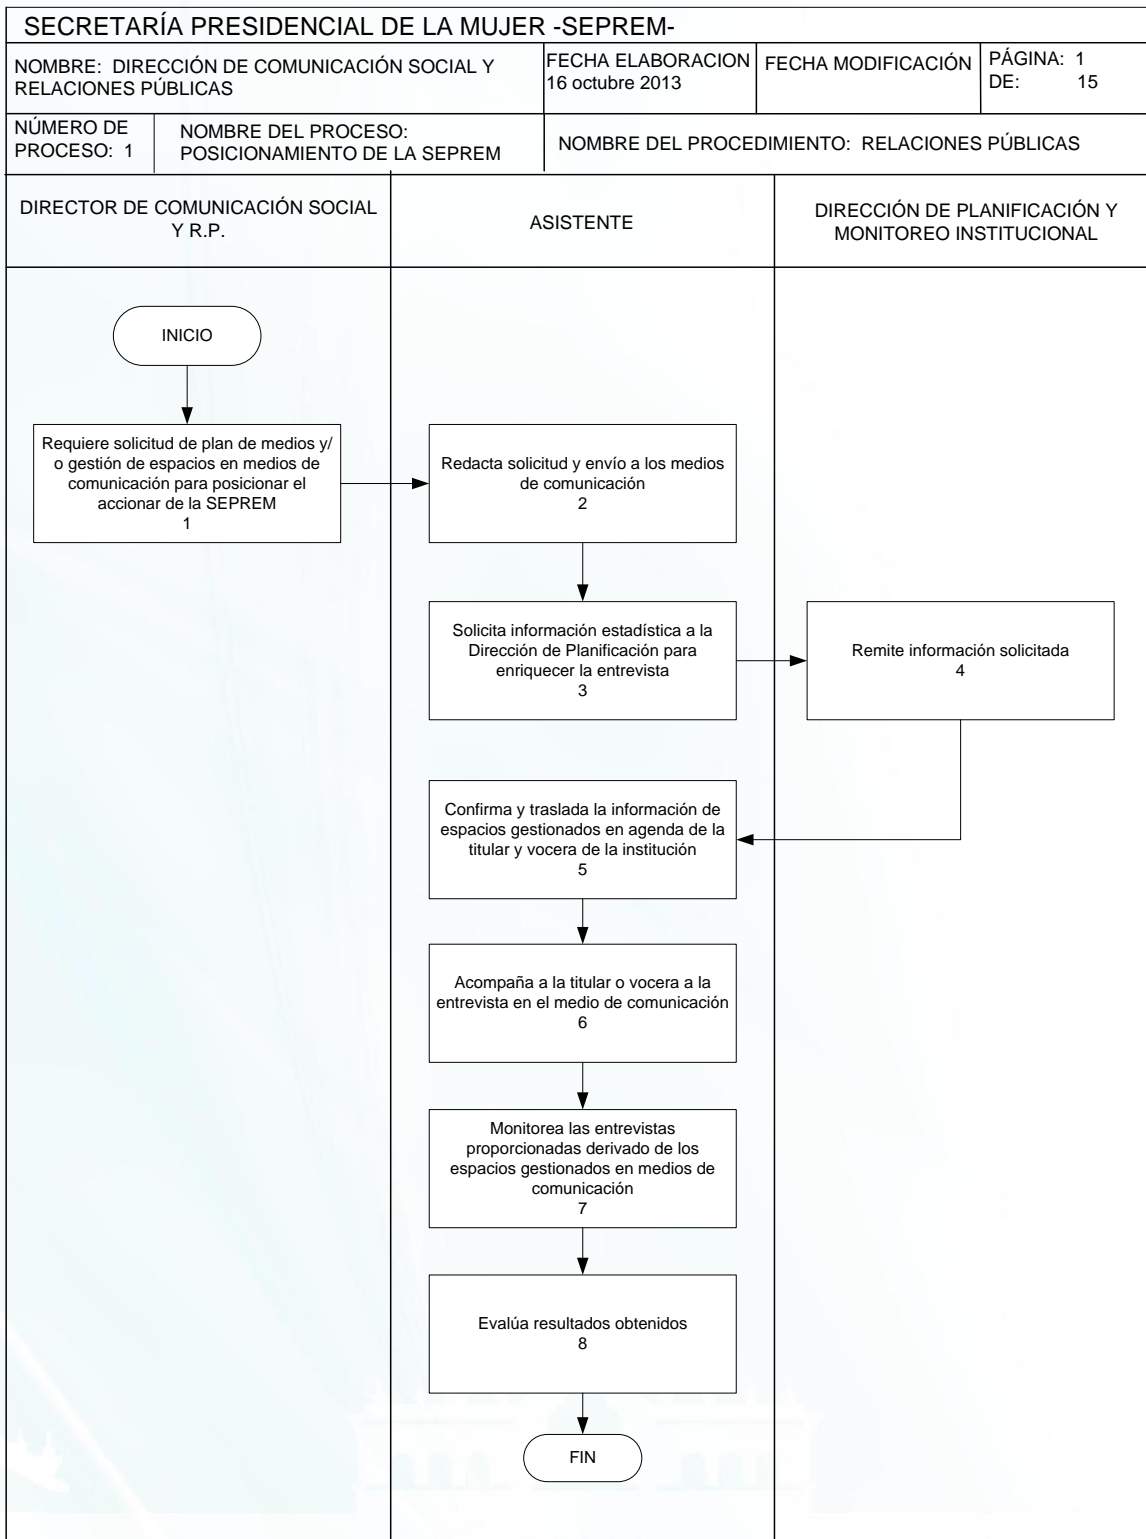 SECRETARÍA PRESIDENCIAL DE LA MUJER -SEPREM-
NOMBRE: DIRECCIÓN DE COMUNICACIÓN SOCIAL Y
RELACIONES PÚBLICAS
FECHA ELABORACION
16 octubre 2013
FECHA MODIFICACIÓN
PÁGINA: 1
DE: 15
NÚMERO DE
PROCESO: 1
NOMBRE DEL PROCESO:
POSICIONAMIENTO DE LA SEPREM
NOMBRE DEL PROCEDIMIENTO: RELACIONES PÚBLICAS
DIRECTOR DE COMUNICACIÓN SOCIAL
Y R.P.
ASISTENTE
DIRECCIÓN DE PLANIFICACIÓN Y
MONITOREO INSTITUCIONAL
INICIO
Requiere solicitud de plan de medios y/
o gestión de espacios en medios de
comunicación para posicionar el
accionar de la SEPREM
1
Redacta solicitud y envío a los medios
de comunicación
2
Solicita información estadística a la
Dirección de Planificación para
enriquecer la entrevista
3
Remite información solicitada
4
Confirma y traslada la información de
espacios gestionados en agenda de la
titular y vocera de la institución
5
Acompaña a la titular o vocera a la
entrevista en el medio de comunicación
6
Monitorea las entrevistas
proporcionadas derivado de los
espacios gestionados en medios de
comunicación
7
Evalúa resultados obtenidos
8
FIN